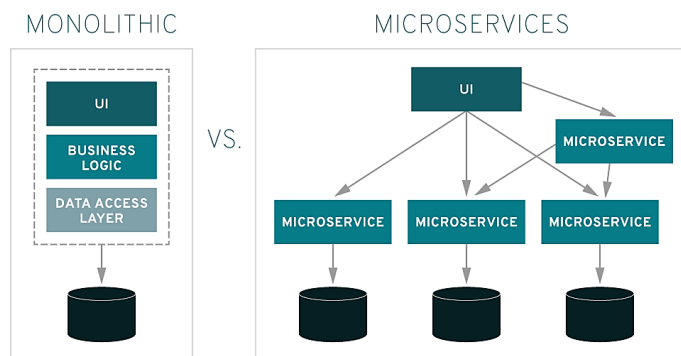 MONOLITHIC
UI
BUSINESS
LOGIC
DATA ACCESS
LAYER
VS.
MICROSERVICES
UI
MICROSERVICE
MICROSERVICE
MICROSERVICE
MICROSERVICE